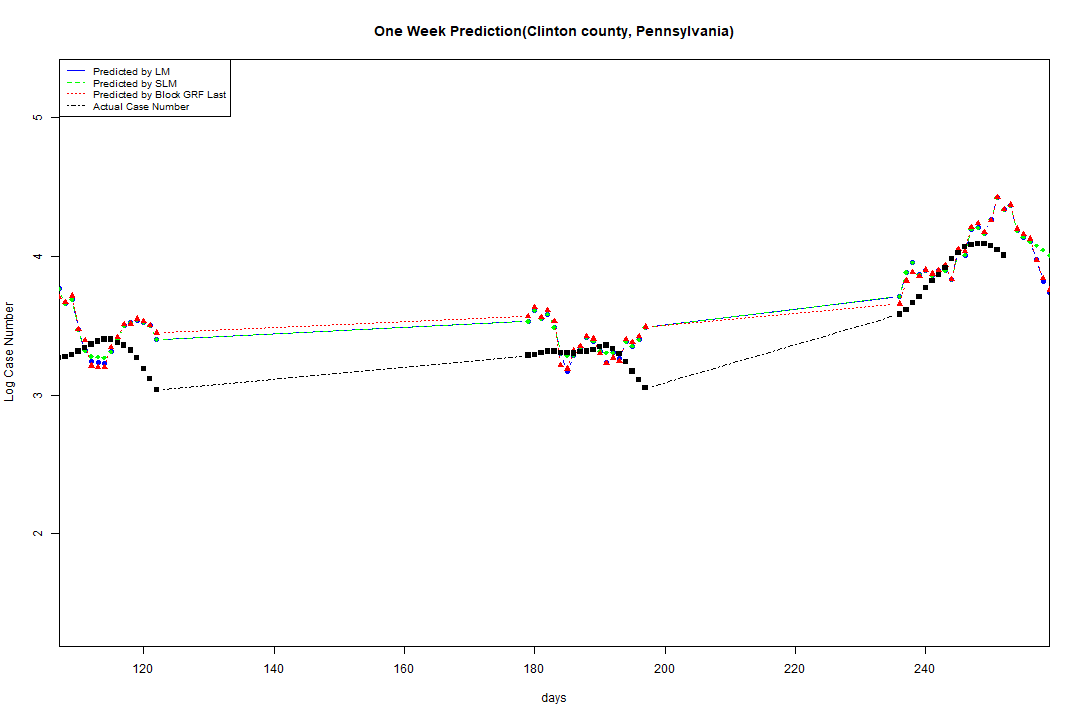 One Week Prediction(Clinton county, Pennsylvania)
Predicted by LM
Predicted by SLM
Predicted by Block GRF Last
Actual Case Number
5
4
3
2
Log Case Number
120
140
160
180
200
220
240
days